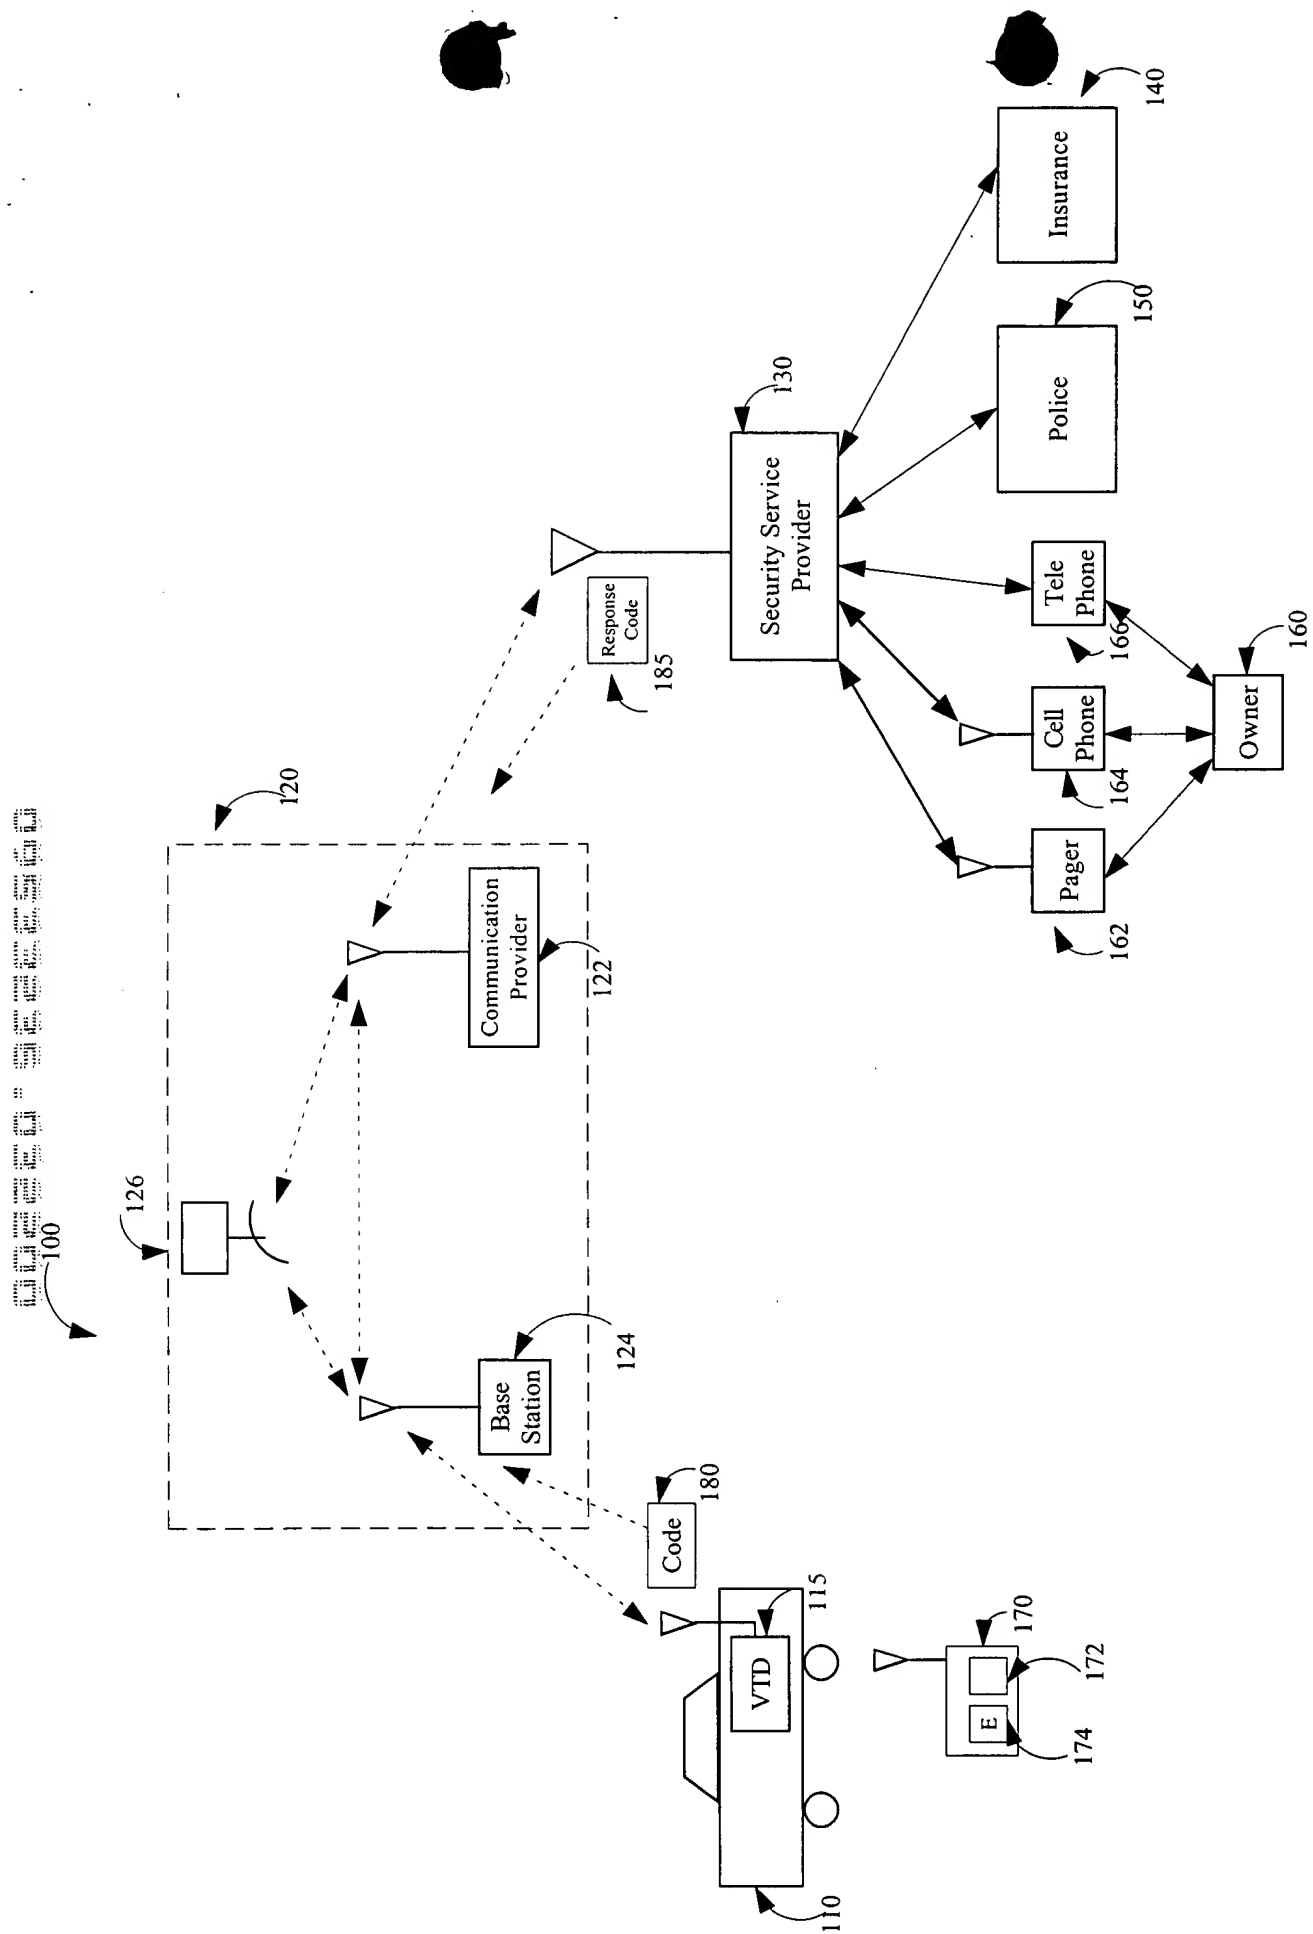 100
126
120
Base
Station
124
Communication
Provider
122
Code
180
VTD
115
110
E
170
172
174
Response
Code
185
Security Service
Provider
130
Pager
162
Cell
Phone
164
Tele
Phone
166
Owner
160
Police
150
Insurance
140